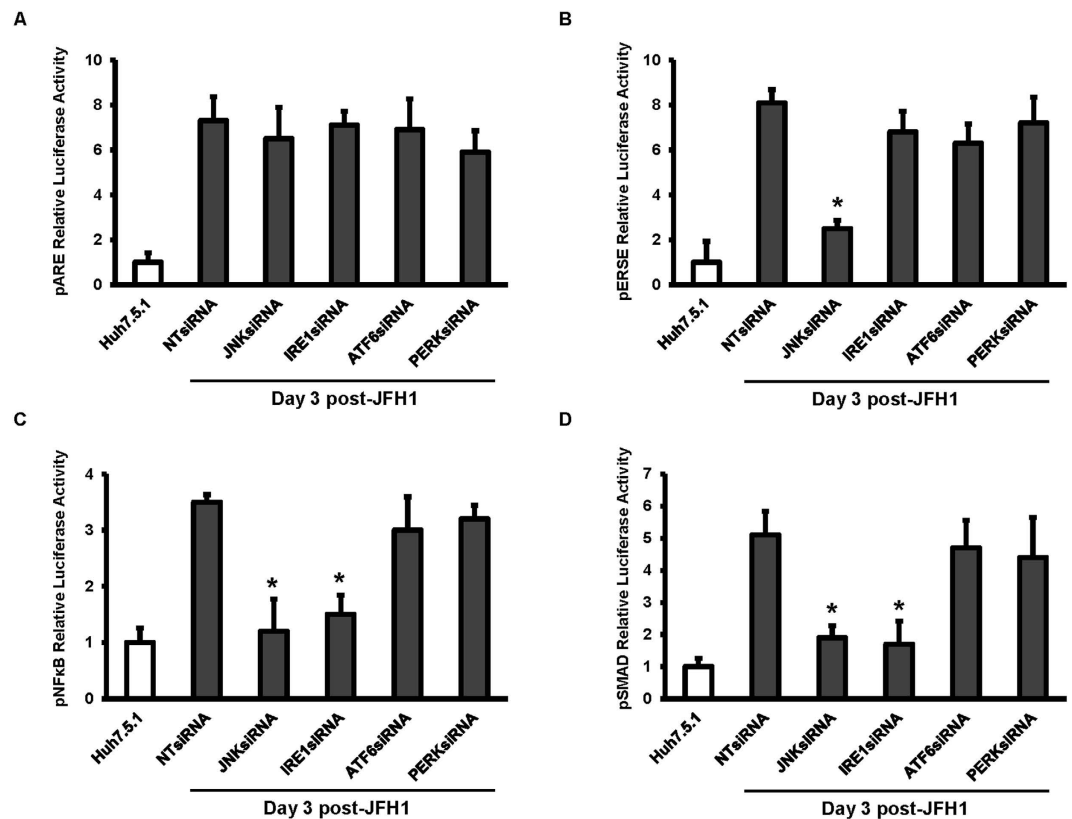 A
pARE Relative Luciferase Activity
10
8
6
4
2
0
Huh7.5.1
NTsiRNA
JNKsiRNA
IRE1siRNA
ATF6siRNA
PERKsiRNA
Day 3 post-JFH1
B
pERSE Relative Luciferase Activity
10
8
6
4
2
0
*
Huh7.5.1
NTsiRNA
JNKsiRNA
IRE1siRNA
ATF6siRNA
PERKsiRNA
Day 3 post-JFH1
C
pNFκB Relative Luciferase Activity
4
3
2
1
0
*
*
Huh7.5.1
NTsiRNA
JNKsiRNA
IRE1siRNA
ATF6siRNA
PERKsiRNA
Day 3 post-JFH1
D
pSMAD Relative Luciferase Activity
7
6
5
4
3
2
1
0
*
*
Huh7.5.1
NTsiRNA
JNKsiRNA
IRE1siRNA
ATF6siRNA
PERKsiRNA
Day 3 post-JFH1